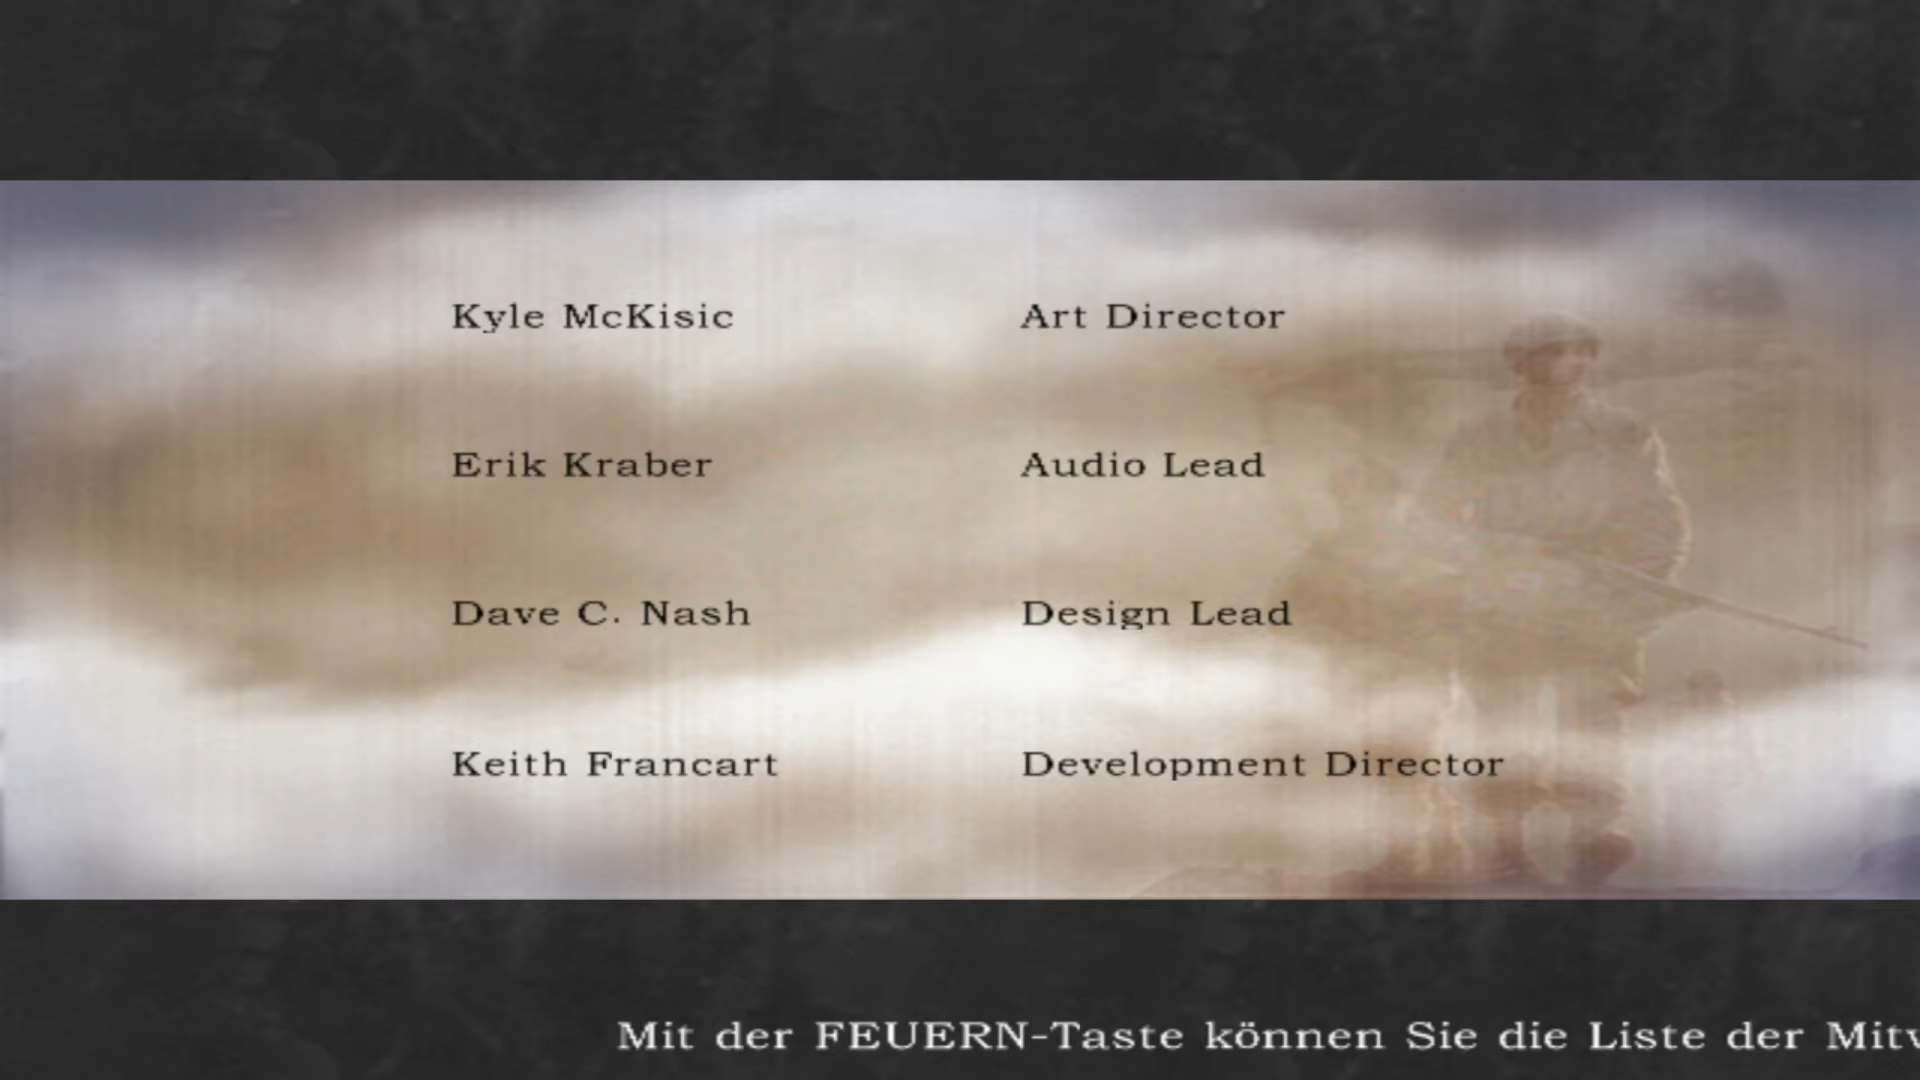 Kyle McKisic Art Director
Erik Kraber Audio Lead
Dave C. Nash Design Lead
Keith Francart Development Director
Mit der FEUERN-Taste können Sie die Liste der